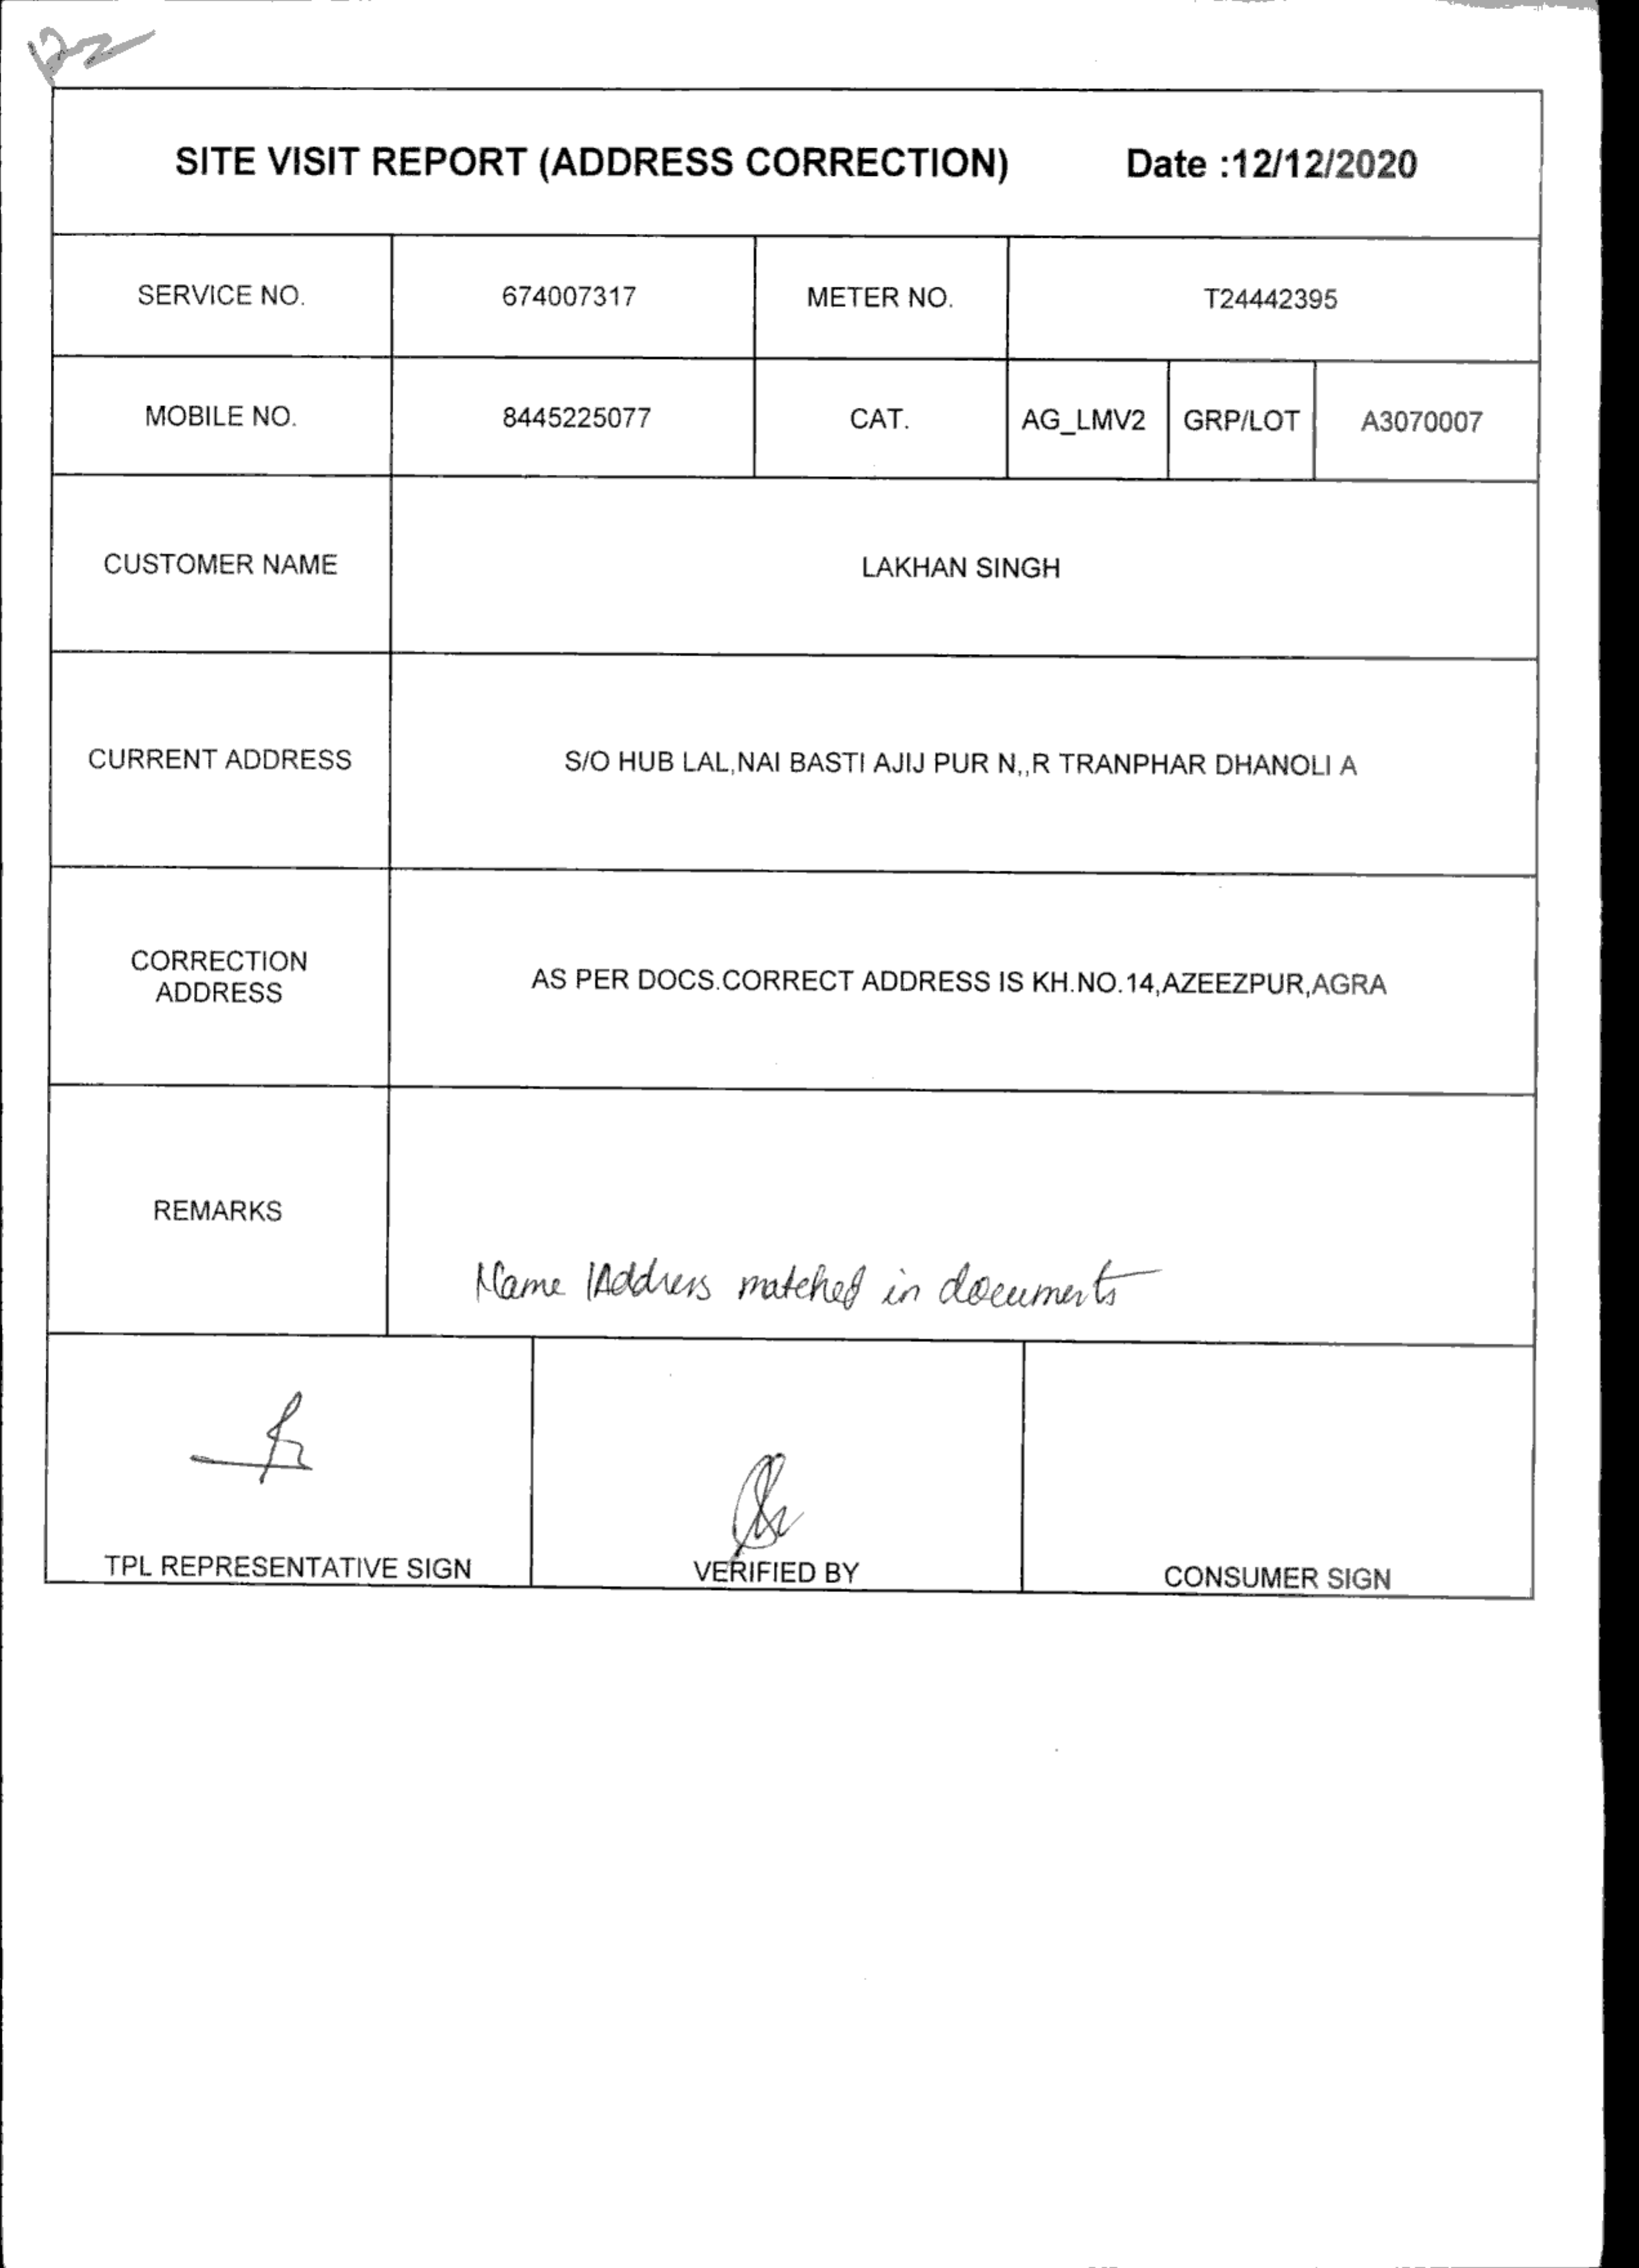 SITE VISIT REPORT (ADDRESS CORRECTION) Date :12/12/2020
SERVICE NO. 674007317 METER NO. T24442395
MOBILE NO. 8445225077 CAT. AG_LMV2 GRP/LOT A3070007
CUSTOMER NAME LAKHAN SINGH
CURRENT ADDRESS S/O HUB LAL,NAI BASTI AJIJ PUR N,,R TRANPHAR DHANOLI A
CORRECTION
ADDRESS
AS PER DOCS.CORRECT ADDRESS IS KH.NO.14,AZEEZPUR,AGRA
REMARKS
Name /Address matched in documents
TPL REPRESENTATIVE SIGN VERIFIED BY CONSUMER SIGN